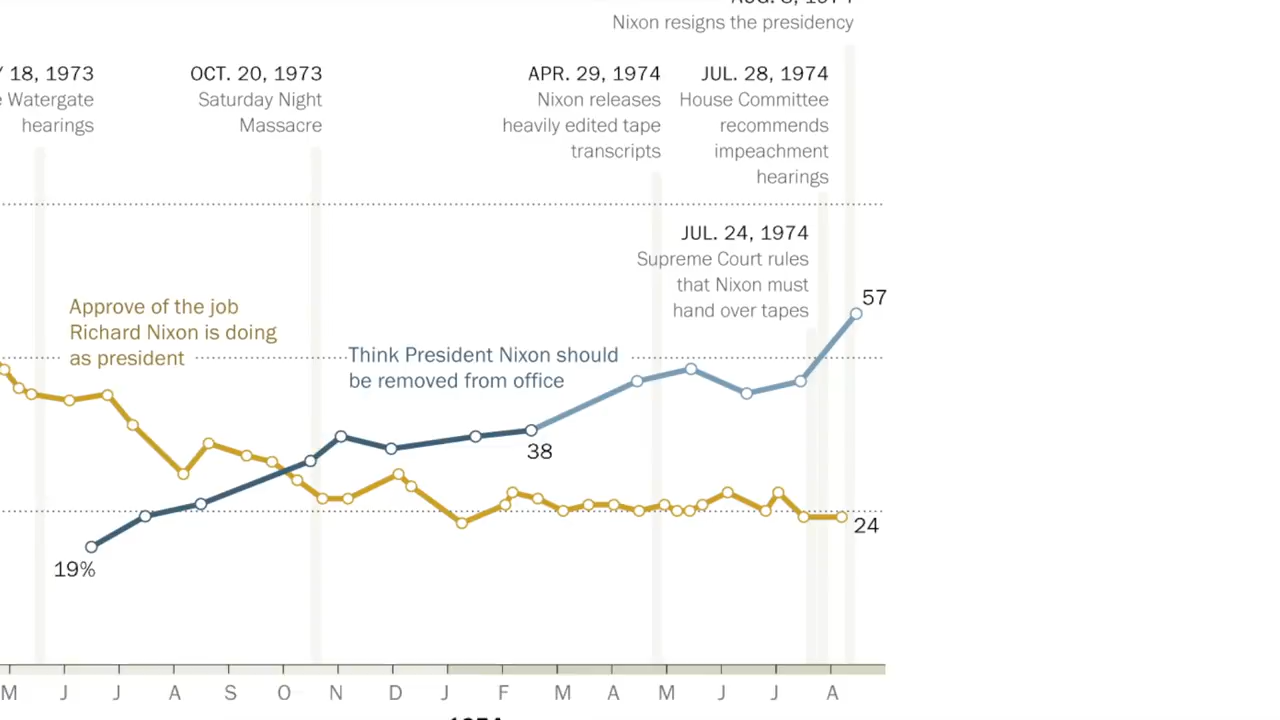 Nixon resigns the presidency
18, 1973
Watergate
hearings
OCT. 20, 1973
Saturday Night
Massacre
APR. 29, 1974
Nixon releases
heavily edited tape
transcripts
JUL. 28, 1974
House Committee
recommends
impeachment
hearings
JUL. 24, 1974
Supreme Court rules
that Nixon must
hand over tapes
57
Approve of the job
Richard Nixon is doing
as president
Think President Nixon should
be removed from office
38
24
19%
M J J A S O N D J F M A M J J A